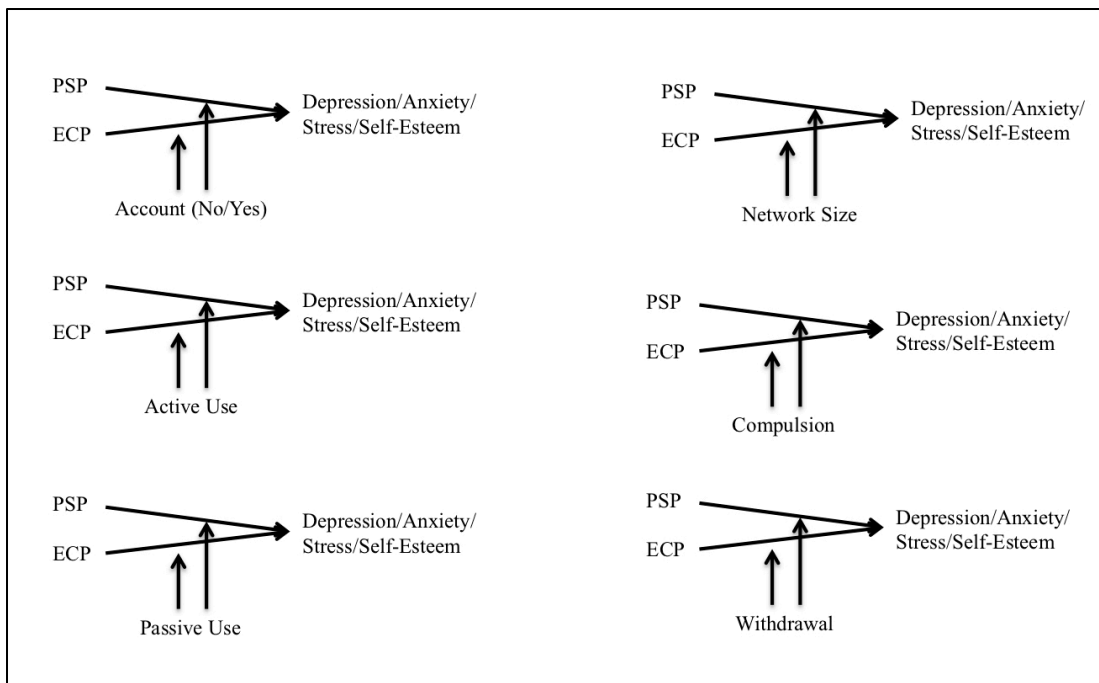 PSP
Depression/Anxiety/
ECP
Stress/Self-Esteem
Account (No/Yes)
PSP
Depression/Anxiety/
ECP
Stress/Self-Esteem
Network Size
PSP
Depression/Anxiety/
ECP
Stress/Self-Esteem
Active Use
PSP
Depression/Anxiety/
ECP
Stress/Self-Esteem
Compulsion
PSP
Depression/Anxiety/
ECP
Stress/Self-Esteem
Passive Use
PSP
Depression/Anxiety/
ECP
Stress/Self-Esteem
Withdrawal